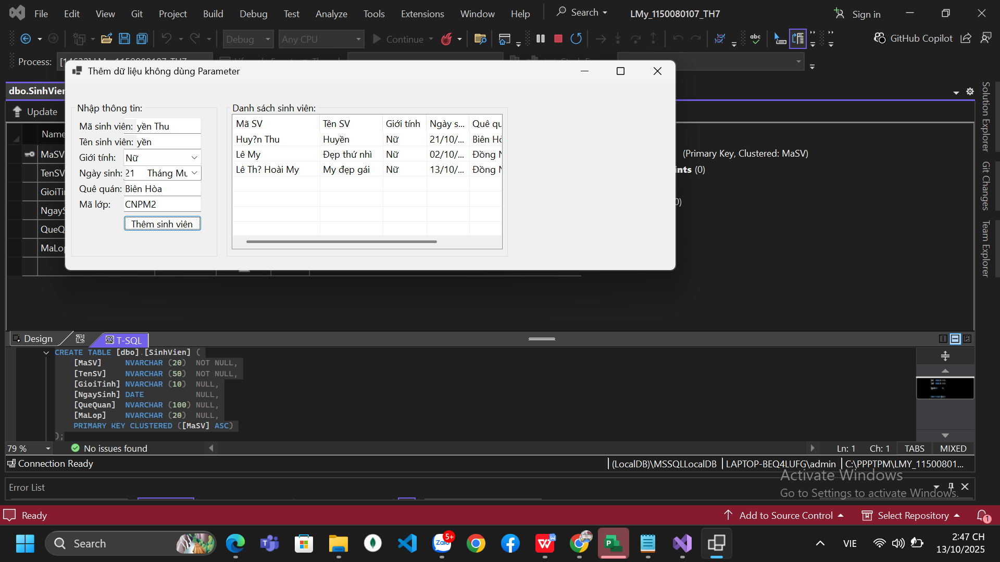 File Edit View Git Project Build Debug Test Analyze Tools Extensions Window Help Search LMy_1150080107_TH7 Sign in
Debug Any CPU Continue GitHub Copilot
Process:
Thêm dữ liệu không dùng Parameter
dbo.SinhVien
Update
Name
MaSV
TenSV
Nhập thông tin:
Mã sinh viên: yền Thu
Tên sinh viên: yền
Giới tính: Nữ
Ngày sinh: 21 Tháng Mu
Quê quán: Biên Hòa
Mã lớp: CNPM2
Thêm sinh viên
Danh sách sinh viên:
Mã SV Tên SV Giới tính Ngày s... Quê qu
Huy?n Thu Huyền Nữ 21/10/... Biên Hò
Lê My Đẹp thứ nhì Nữ 02/10/... Đồng N
Lê Th? Hoài My My đẹp gái Nữ 13/10/... Đồng N
(Primary Key, Clustered: MaSV)
ints (0)
0)
Solution Explorer
Git Changes
Team Explorer
Design T-SQL
CREATE TABLE [dbo].[SinhVien] (
[MaSV] NVARCHAR (20) NOT NULL,
[TenSV] NVARCHAR (50) NOT NULL,
[GioiTinh] NVARCHAR (10) NULL,
[NgaySinh] DATE NULL,
[QueQuan] NVARCHAR (100) NULL,
[MaLop] NVARCHAR (20) NULL,
PRIMARY KEY CLUSTERED ([MaSV] ASC)
);
79 % No issues found Ln: 1 Ch: 1 TABS MIXED
Connection Ready (LocalDB)\MSSQLLocalDB LAPTOP-BEQ4LUFG\admin C:\PPPTPM\LMY_11500801...
Activate Windows
Go to Settings to activate Windows.
Error List
Ready Add to Source Control Select Repository 1
Search 5+ Zalo VIE 2:47 CH
13/10/2025